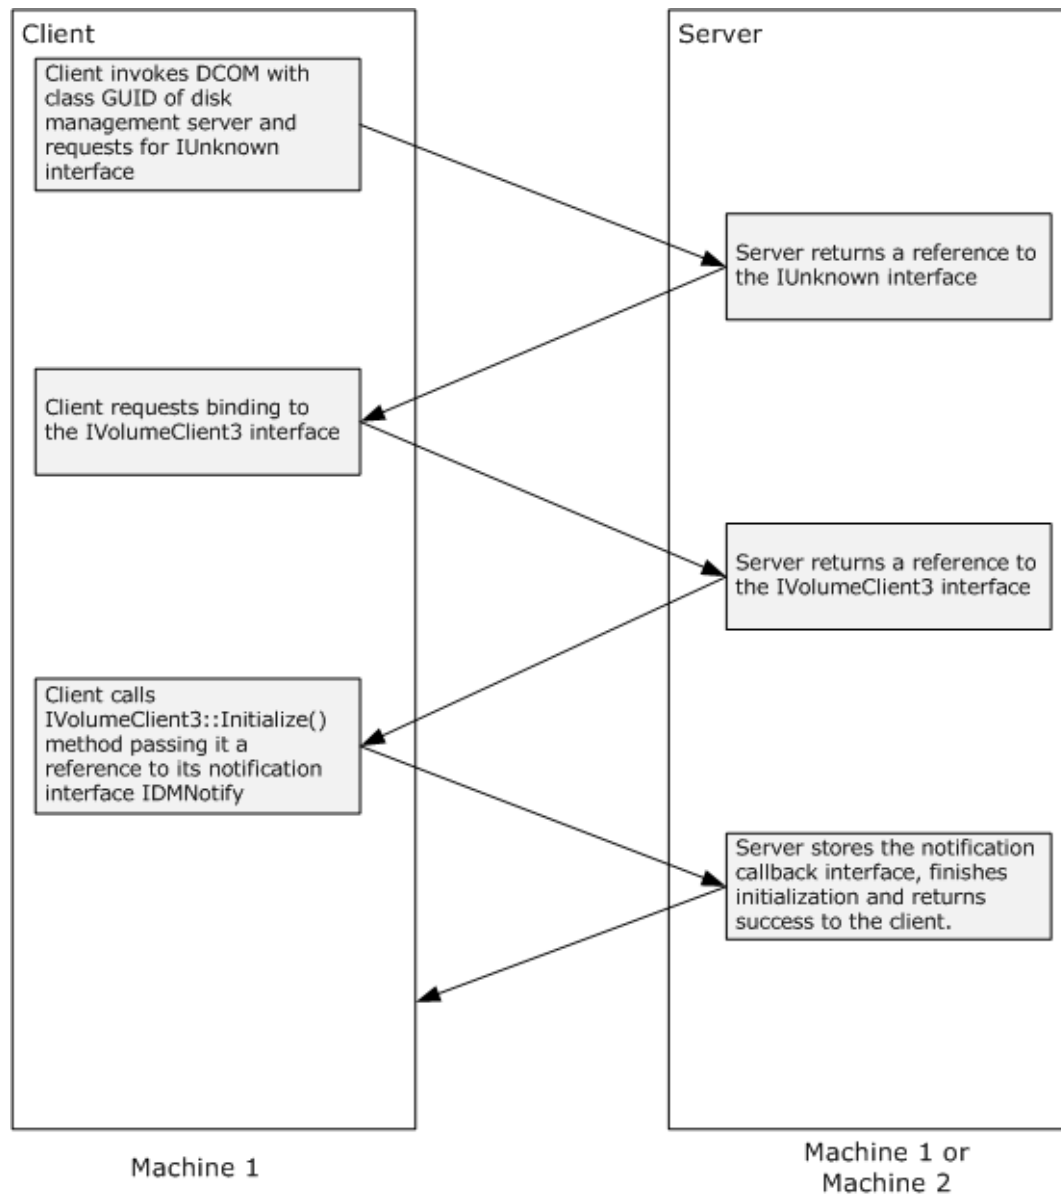 Client
Client invokes DCOM with
class GUID of disk
management server and
requests for IUnknown
interface
Client requests binding to
the IVolumeClient3 interface
Client calls
IVolumeClient3::Initialize()
method passing it a
reference to its notification
interface IDMNotify
Server
Server returns a reference to
the IUnknown interface
Server returns a reference to
the IVolumeClient3 interface
Server stores the notification
callback interface, finishes
initialization and returns
success to the client.
Machine 1
Machine 1 or
Machine 2